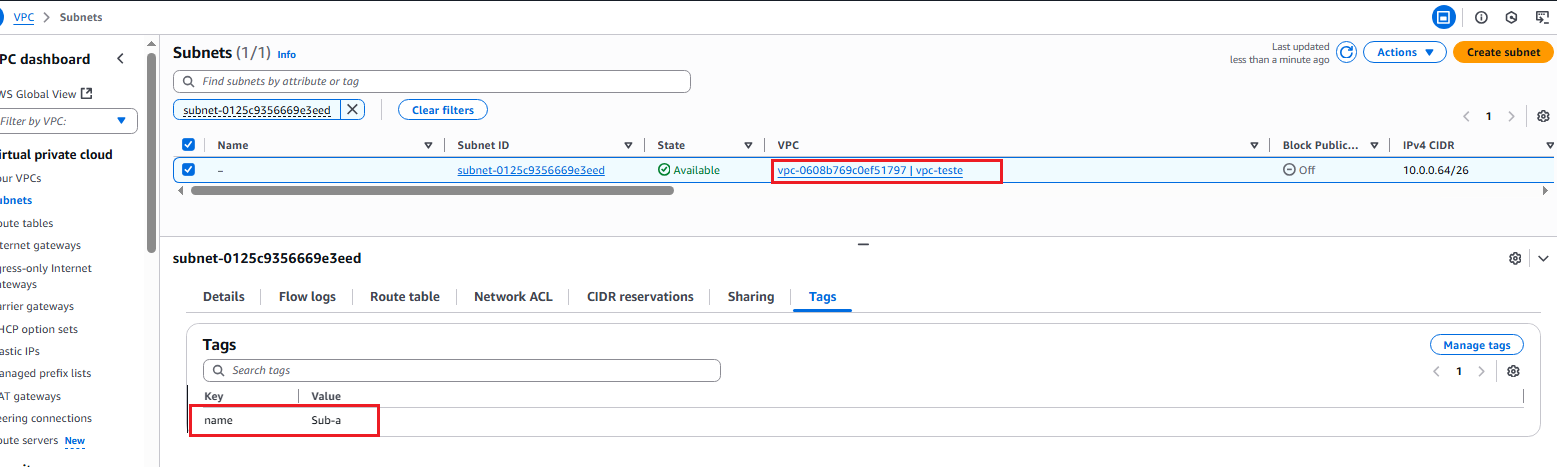 VPC > Subnets
PC dashboard
WS Global View
Filter by VPC:
irtual private cloud
our VPCs
ubnets
oute tables
nternet gateways
gress-only Internet
ateways
arrier gateways
HCP option sets
astic IPs
anaged prefix lists
AT gateways
eering connections
oute servers New
Subnets (1/1) Info
Last updated
less than a minute ago
Actions
Create subnet
Find subnets by attribute or tag
subnet-0125c9356669e3eed
Clear filters
1
Name Subnet ID State VPC Block Public... IPv4 CIDR
– subnet-0125c9356669e3eed Available vpc-0608b769c0ef51797 | vpc-teste Off 10.0.0.64/26
subnet-0125c9356669e3eed
Details Flow logs Route table Network ACL CIDR reservations Sharing Tags
Tags
Manage tags
Search tags
1
Key Value
name Sub-a